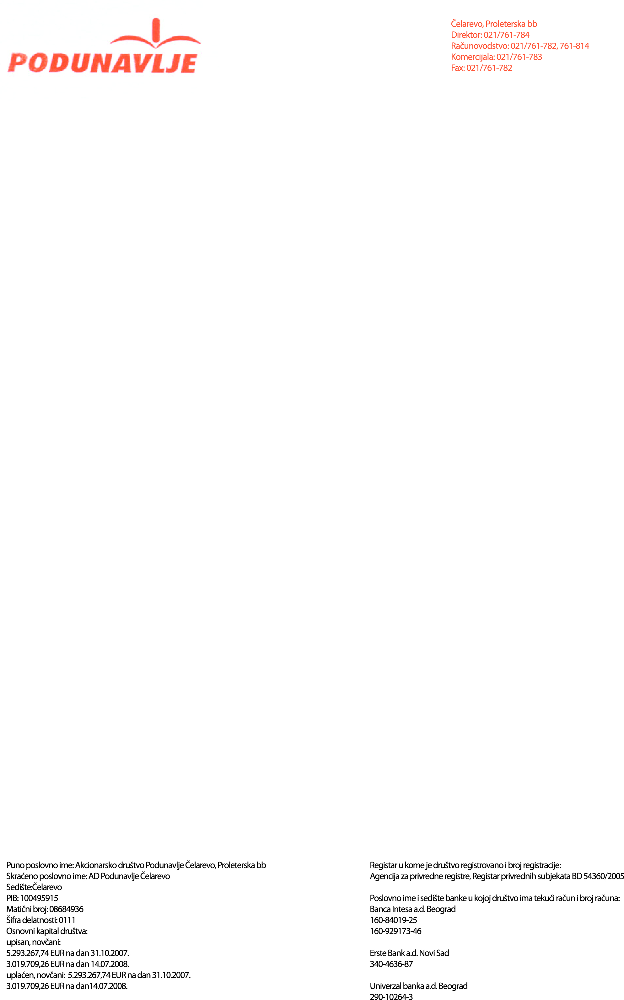 PODUNAVLJE
Čelarevo, Proleterska bb
Direktor: 021/761-784
Računovodstvo: 021/761-782, 761-814
Komercijala: 021/761-783
Fax: 021/761-782
Puno poslovno ime: Akcionarsko društvo Podunavlje Čelarevo, Proleterska bb
Skraćeno poslovno ime: AD Podunavlje Čelarevo
Sedište:Čelarevo
PIB: 100495915
Matični broj: 08684936
Šifra delatnosti: 0111
Osnovni kapital društva:
upisan, novčani:
5.293.267,74 EUR na dan 31.10.2007.
3.019.709,26 EUR na dan 14.07.2008.
uplaćen, novčani: 5.293.267,74 EUR na dan 31.10.2007.
3.019.709,26 EUR na dan14.07.2008.
Registar u kome je društvo registrovano i broj registracije:
Agencija za privredne registre, Registar privrednih subjekata BD 54360/2005
Poslovno ime i sedište banke u kojoj društvo ima tekući račun i broj računa:
Banca Intesa a.d. Beograd
160-84019-25
160-929173-46
Erste Bank a.d. Novi Sad
340-4636-87
Univerzal banka a.d. Beograd
290-10264-3